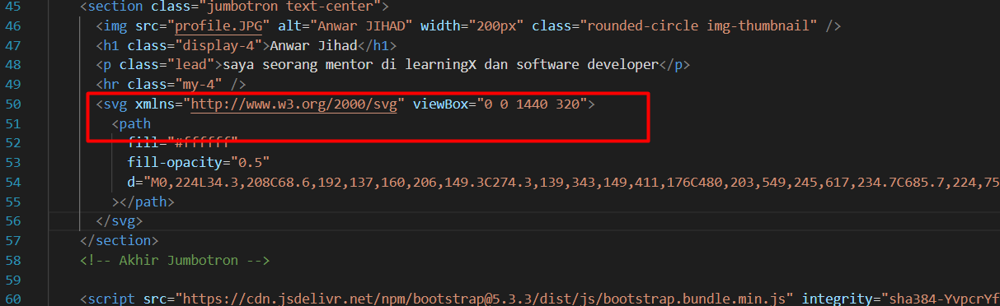 45 <section class="jumbotron text-center">
46 <img src="profile.JPG" alt="Anwar JIHAD" width="200px" class="rounded-circle img-thumbnail" />
47 <h1 class="display-4">Anwar Jihad</h1>
48 <p class="lead">saya seorang mentor di learningX dan software developer</p>
49 <hr class="my-4" />
50 <svg xmlns="http://www.w3.org/2000/svg" viewBox="0 0 1440 320">
51 <path
52 fill="#ffffff"
53 fill-opacity="0.5"
54 d="M0,224L34.3,208C68.6,192,137,160,206,149.3C274.3,139,343,149,411,176C480,203,549,245,617,234.7C685.7,224,75
55 ></path>
56 </svg>
57 </section>
58 <!-- Akhir Jumbotron -->
59
60 <script src="https://cdn.jsdelivr.net/npm/bootstrap@5.3.3/dist/js/bootstrap.bundle.min.js" integrity="sha384-YvpcrYf